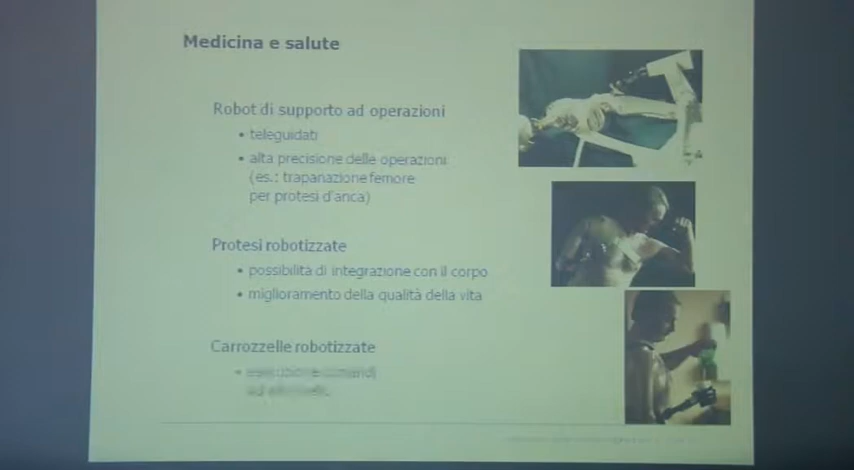 Medicina e salute
Robot di supporto ad operazioni
• teleguidati
• alta precisione delle operazioni
(es.: trapanazione femore
per protesi d'anca)
Protesi robotizzate
• possibilità di integrazione con il corpo
• miglioramento della qualità della vita
Carrozzelle robotizzate